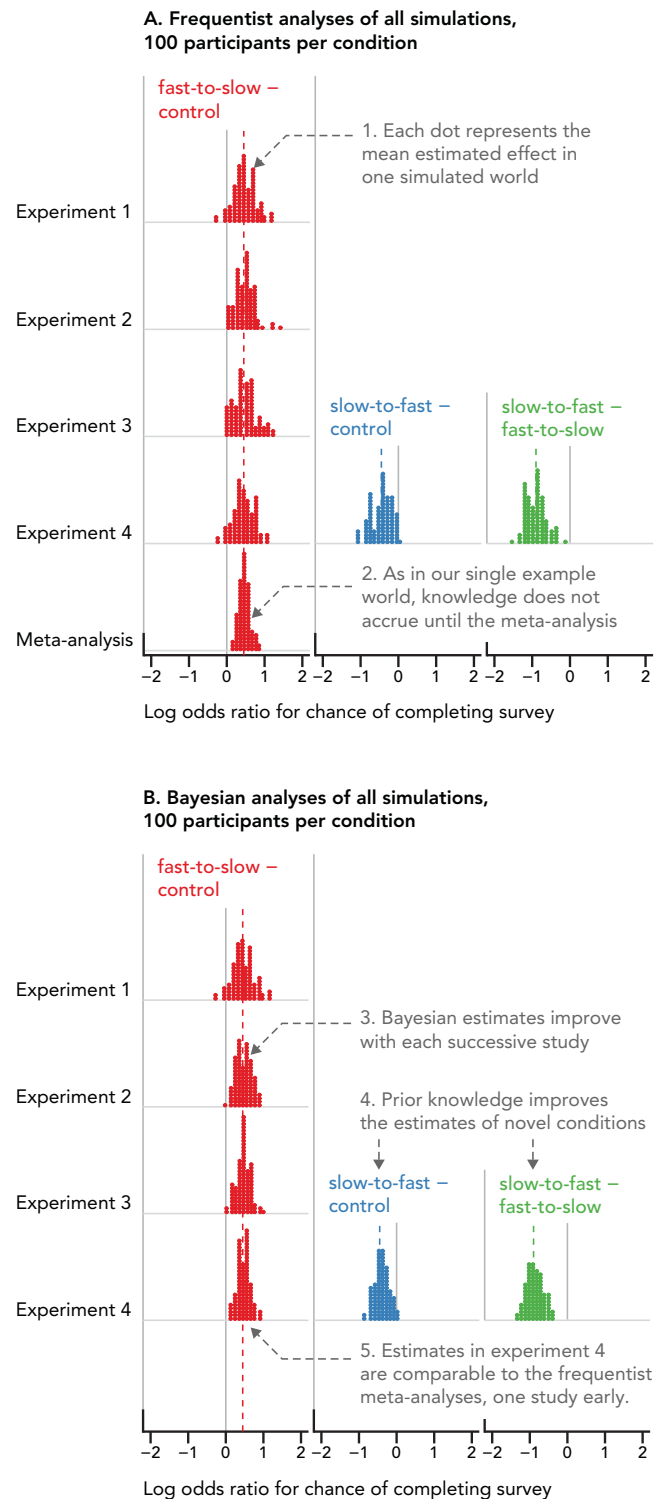 A. Frequentist analyses of all simulations,
100 participants per condition
fast-to-slow −
control
1. Each dot represents the
mean estimated effect in
one simulated world
Experiment 1
Experiment 2
Experiment 3
slow-to-fast −
control
slow-to-fast −
fast-to-slow
Experiment 4
2. As in our single example
world, knowledge does not
accrue until the meta-analysis
Meta-analysis
−2 −1 0 1 2 −2 −1 0 1 2 −2 −1 0 1 2
Log odds ratio for chance of completing survey
B. Bayesian analyses of all simulations,
100 participants per condition
fast-to-slow −
control
Experiment 1
3. Bayesian estimates improve
with each successive study
Experiment 2
4. Prior knowledge improves
the estimates of novel conditions
Experiment 3
slow-to-fast −
control
slow-to-fast −
fast-to-slow
Experiment 4
5. Estimates in experiment 4
are comparable to the frequentist
meta-analyses, one study early.
−2 −1 0 1 2 −2 −1 0 1 2 −2 −1 0 1 2
Log odds ratio for chance of completing survey